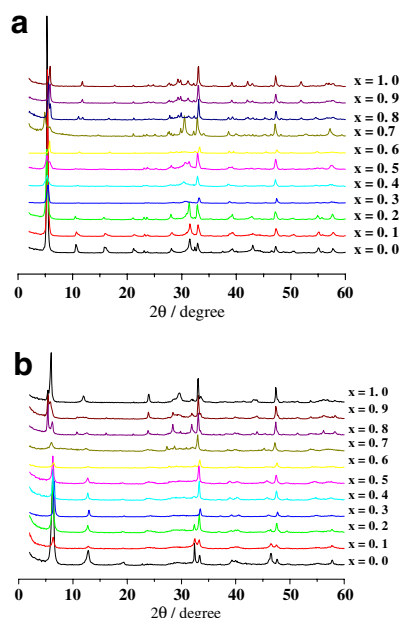 a
x = 1. 0
x = 0. 9
x = 0. 8
x = 0.7
x = 0. 6
x = 0. 5
x = 0. 4
x = 0. 3
x = 0. 2
x = 0. 1
x = 0. 0
0 10 20 30 40 50 60
2θ / degree
b
x = 1. 0
x = 0. 9
x = 0. 8
x = 0.7
x = 0. 6
x = 0. 5
x = 0. 4
x = 0. 3
x = 0. 2
x = 0. 1
x = 0. 0
0 10 20 30 40 50 60
2θ / degree